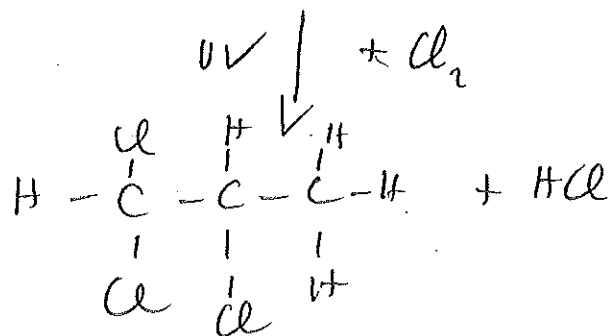 UV + Cl₂
Cl H H
H - C - C - C - H + HCl
Cl Cl H